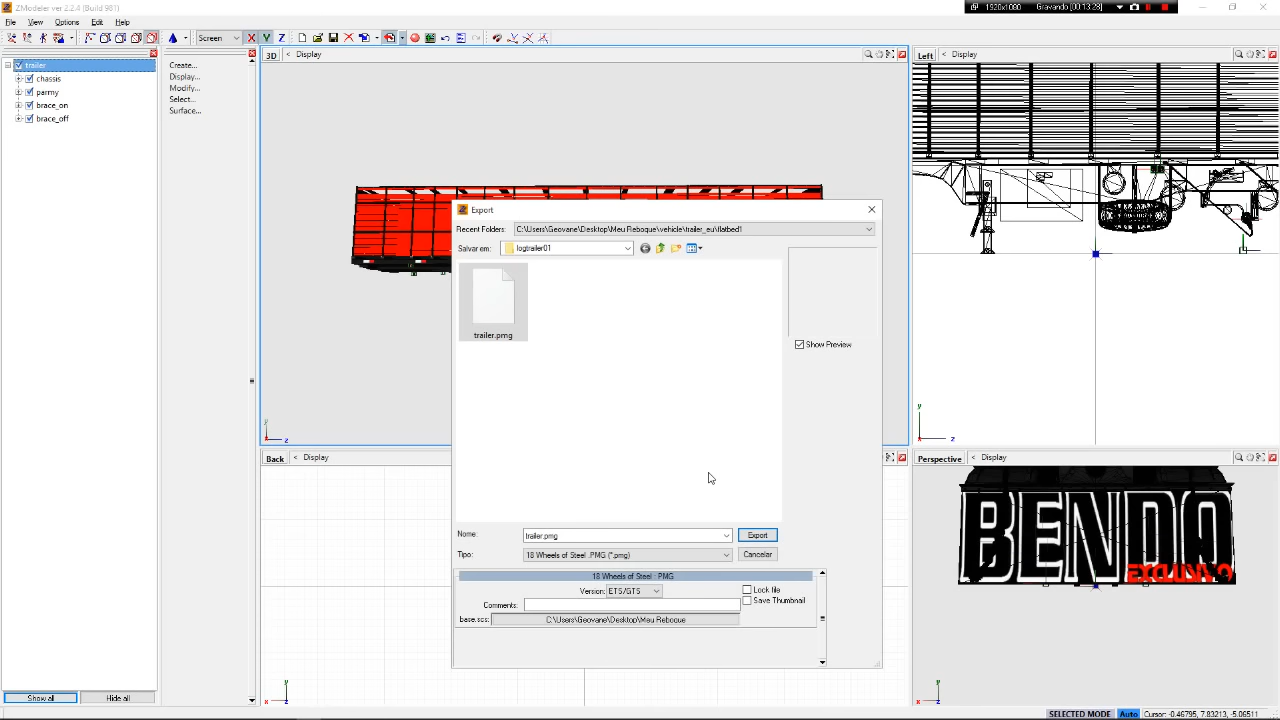 ZModeler ver 2.2.4 (Build 981)
1920x1080
Gravando [00:13:28]
File View Options Edit Help
Screen
X Y Z
trailer
chassis
parmy
brace_on
brace_off
Create...
Display...
Modify...
Select...
Surface...
3D < Display
Left < Display
Export
Recent Folders: C:\Users\Geovane\Desktop\Meu Reboque\vehicle\trailer_eu\flatbed1
Salvar em: logtrailer01
trailer.pmg
Show Preview
Back < Display
Perspective < Display
BENDO
EXCLUSIVO
Name: trailer.pmg Export
Tipo: 18 Wheels of Steel .PMG (*.pmg) Cancelar
18 Wheels of Steel : PMG
Version: ETS/GTS
Lock file
Comments:
Save Thumbnail
base.scs: C:\Users\Geovane\Desktop\Meu Reboque
Show all Hide all
SELECTED MODE Auto Cursor: -0.46795, 7.83213, -5.06511